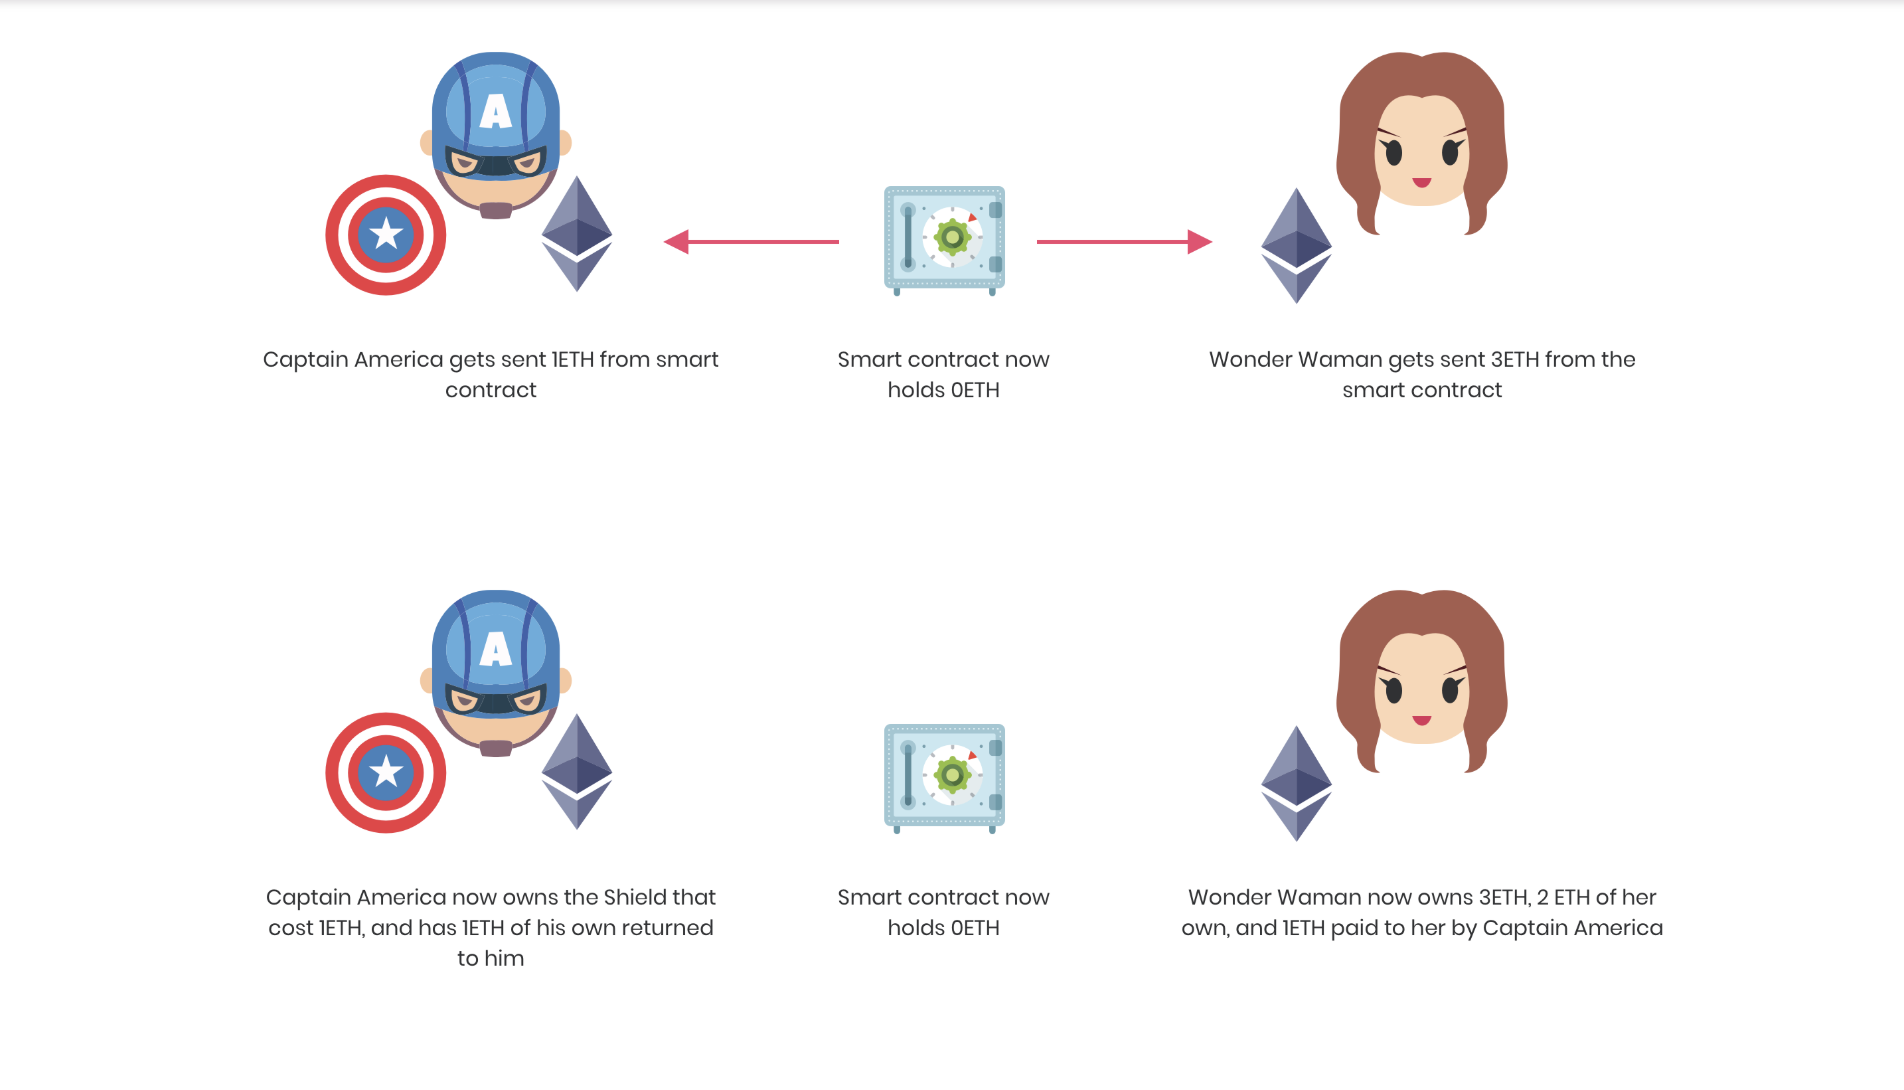 A
Captain America gets sent 1ETH from smart
contract
Smart contract now
holds 0ETH
Wonder Waman gets sent 3ETH from the
smart contract
A
Captain America now owns the Shield that
cost 1ETH, and has 1ETH of his own returned
to him
Smart contract now
holds 0ETH
Wonder Waman now owns 3ETH, 2 ETH of her
own, and 1ETH paid to her by Captain America